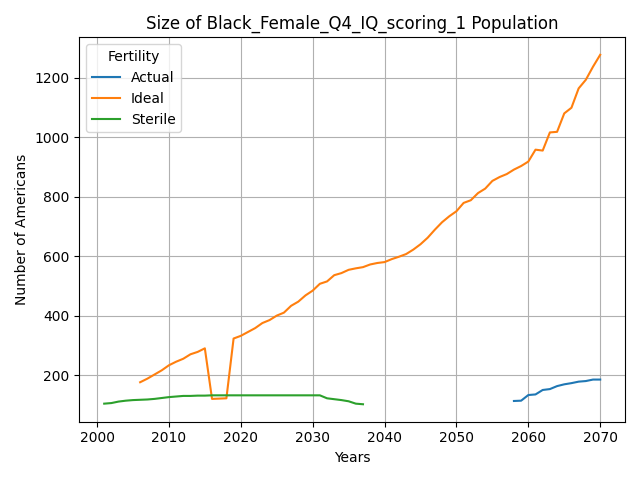 Size of Black_Female_Q4_IQ_scoring_1 Population
Fertility
Actual
Ideal
Sterile
Number of Americans
1200
1000
800
600
400
200
2000 2010 2020 2030 2040 2050 2060 2070
Years